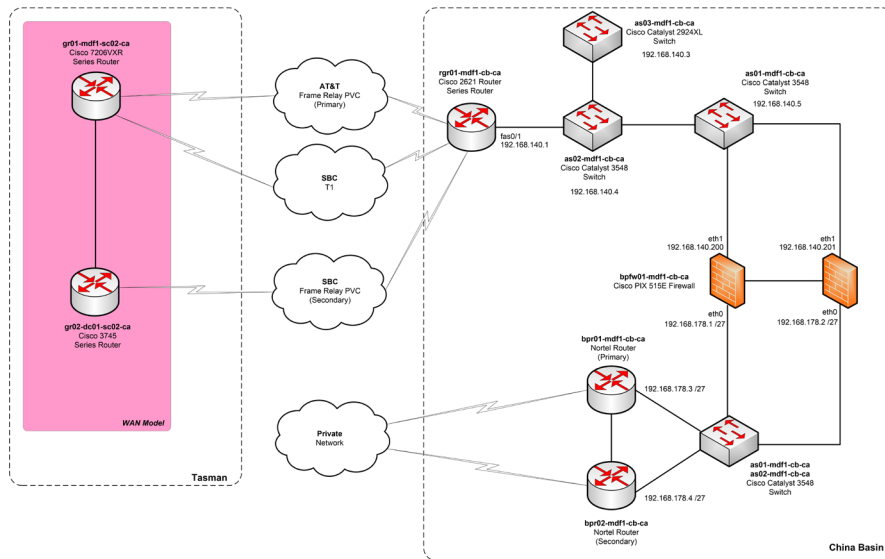 gr01-mdf1-sc02-ca
Cisco 7206VXR
Series Router
gr02-dc01-sc02-ca
Cisco 3745
Series Router
WAN Model
Tasman
AT&T
Frame Relay PVC
(Primary)
SBC
T1
SBC
Frame Relay PVC
(Secondary)
Private
Network
rgr01-mdf1-cb-ca
Cisco 2621 Router
Series Router
fas0/1
192.168.140.1
as03-mdf1-cb-ca
Cisco Catalyst 2924XL
Switch
192.168.140.3
as02-mdf1-cb-ca
Cisco Catalyst 3548
Switch
192.168.140.4
as01-mdf1-cb-ca
Cisco Catalyst 3548
Switch
192.168.140.5
eth1
192.168.140.200
eth1
192.168.140.201
bpfw01-mdf1-cb-ca
Cisco PIX 515E Firewall
eth0
192.168.178.1 /27
eth0
192.168.178.2 /27
bpr01-mdf1-cb-ca
Nortel Router
(Primary)
192.168.178.3 /27
192.168.178.4 /27
bpr02-mdf1-cb-ca
Nortel Router
(Secondary)
as01-mdf1-cb-ca
as02-mdf1-cb-ca
Cisco Catalyst 3548
Switch
China Basin